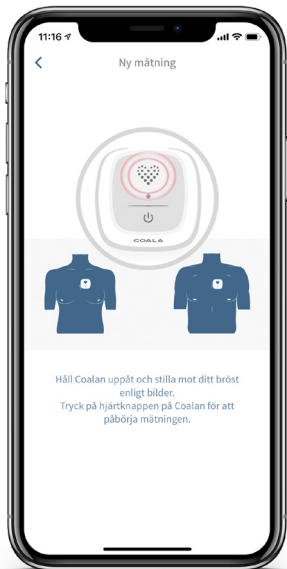 11:16
Ny mätning
COALA
Håll Coalan uppåt och stilla mot ditt bröst
enligt bilder.
Tryck på hjärtknappen på Coalan för att
påbörja mätningen.